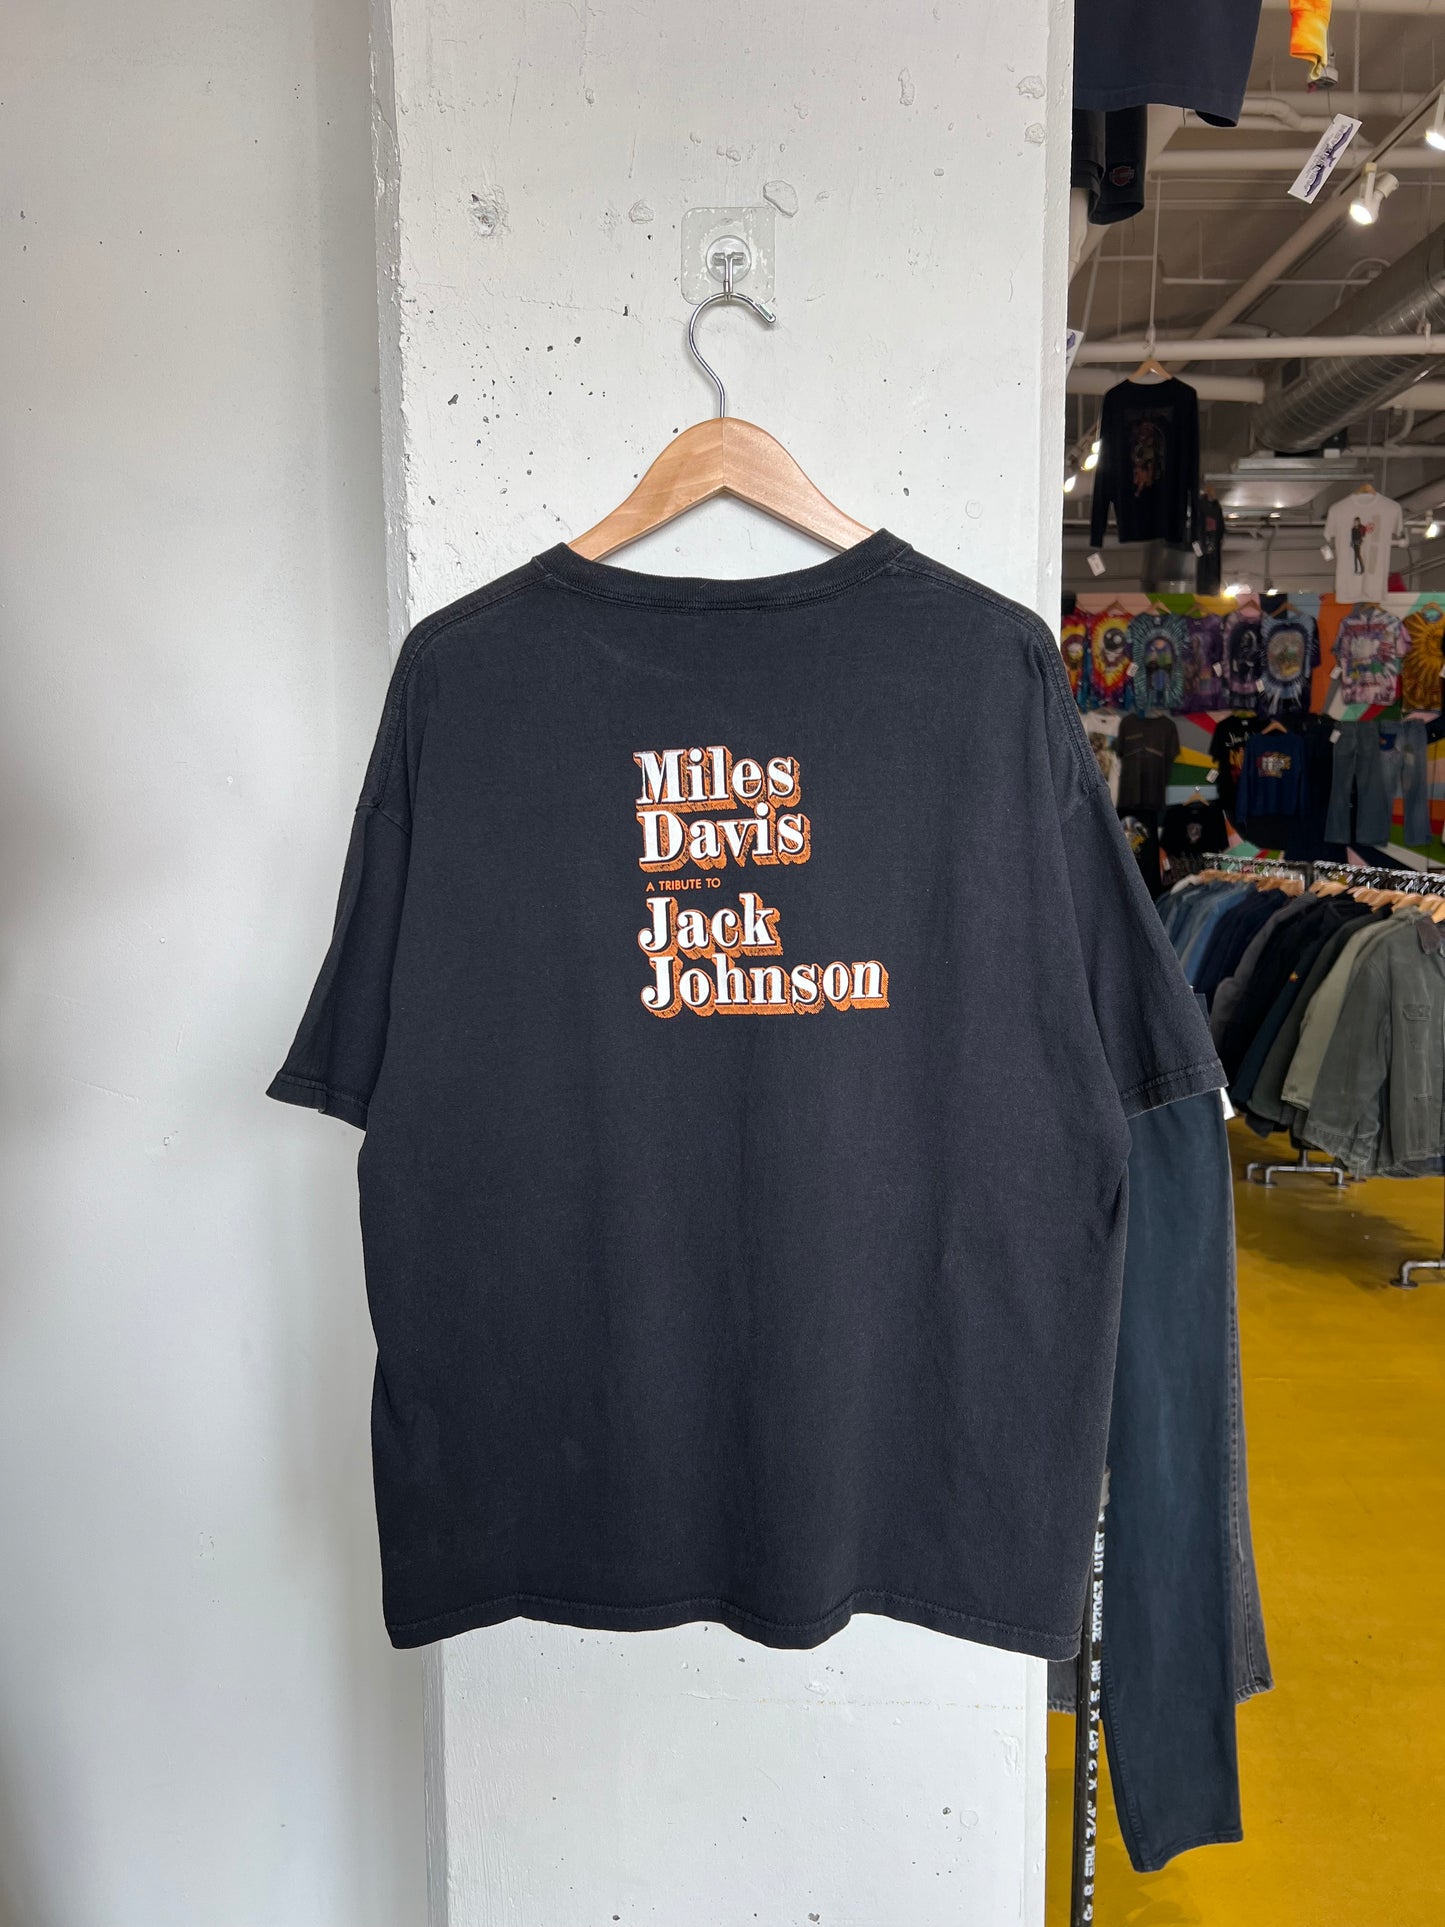 Miles
Davis
A TRIBUTE TO
Jack
Johnson